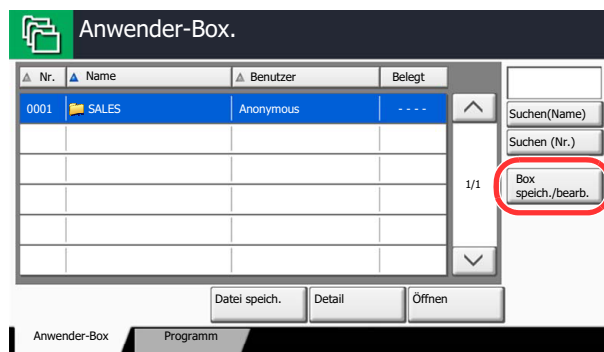 Anwender-Box.
Nr. Name Benutzer Belegt
0001 SALES Anonymous - - - -
Suchen(Name)
Suchen (Nr.)
1/1
Box
speich./bearb.
Datei speich. Detail Öffnen
Anwender-Box Programm